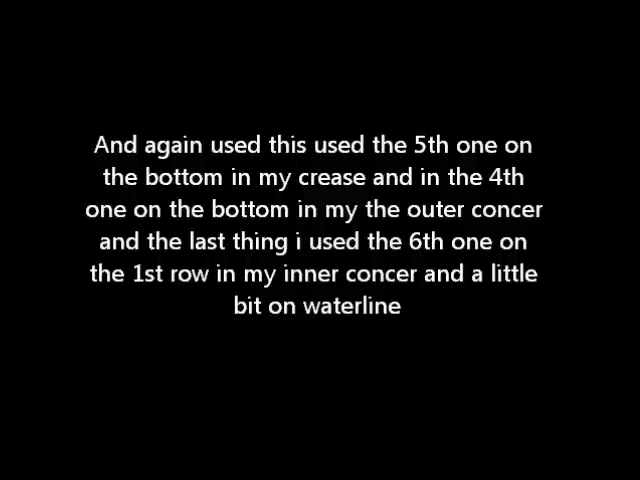 And again used this used the 5th one on
the bottom in my crease and in the 4th
one on the bottom in my the outer concer
and the last thing i used the 6th one on
the 1st row in my inner concer and a little
bit on waterline